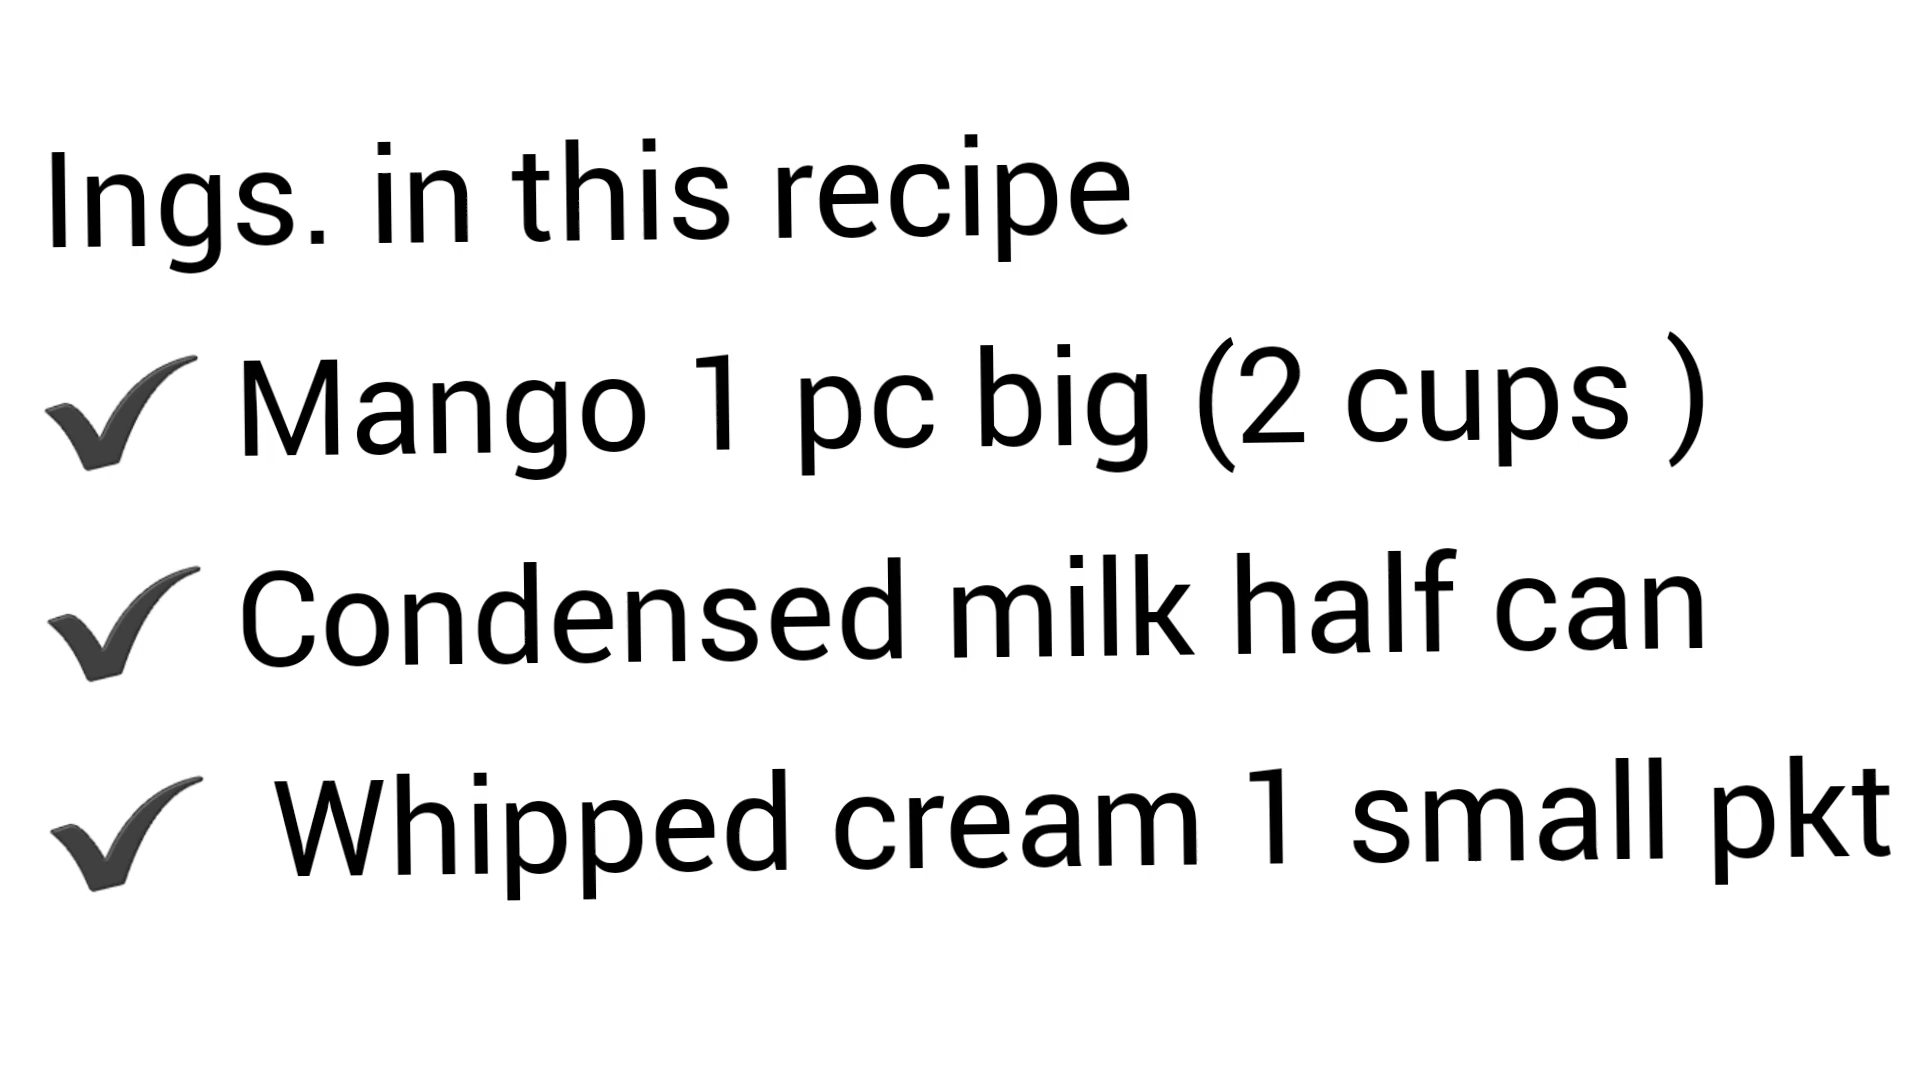 Ings. in this recipe
✔ Mango 1 pc big (2 cups )
✔ Condensed milk half can
✔ Whipped cream 1 small pkt